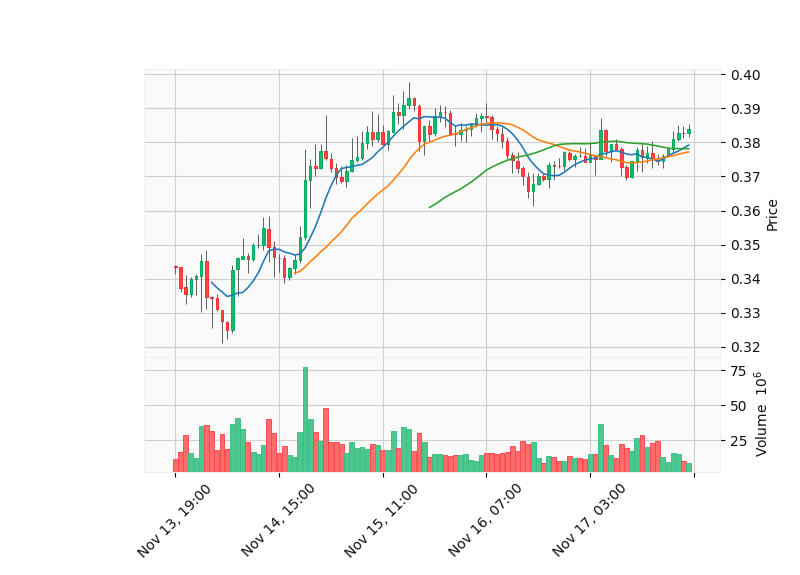 0.40
0.39
0.38
0.37
0.36
0.35
0.34
0.33
0.32
Price
75
50
25
Volume 10⁶
Nov 13, 19:00
Nov 14, 15:00
Nov 15, 11:00
Nov 16, 07:00
Nov 17, 03:00